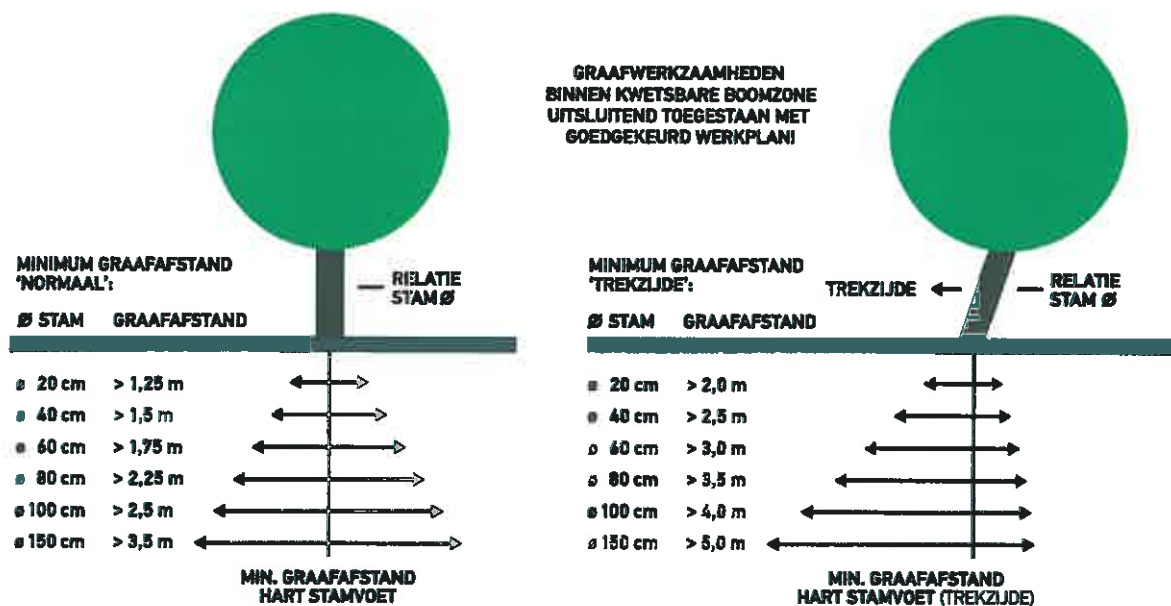 GRAAFWERKZAAMHEDEN
BINNEN KWETSBARE BOOMZONE
UITSLUITEND TOEGESTAAN MET
GOEDGEKEURD WERKPLAN!
MINIMUM GRAAFAFSTAND
'NORMAAL':
RELATIE
STAM Ø
Ø STAM GRAAFAFSTAND
ø 20 cm > 1,25 m
ø 40 cm > 1,5 m
ø 60 cm > 1,75 m
ø 80 cm > 2,25 m
ø 100 cm > 2,5 m
ø 150 cm > 3,5 m
MIN. GRAAFAFSTAND
HART STAMVOET
MINIMUM GRAAFAFSTAND
'TREKZIJDE':
TREKZIJDE
RELATIE
STAM Ø
Ø STAM GRAAFAFSTAND
ø 20 cm > 2,0 m
ø 40 cm > 2,5 m
ø 60 cm > 3,0 m
ø 80 cm > 3,5 m
ø 100 cm > 4,0 m
ø 150 cm > 5,0 m
MIN. GRAAFAFSTAND
HART STAMVOET (TREKZIJDE)